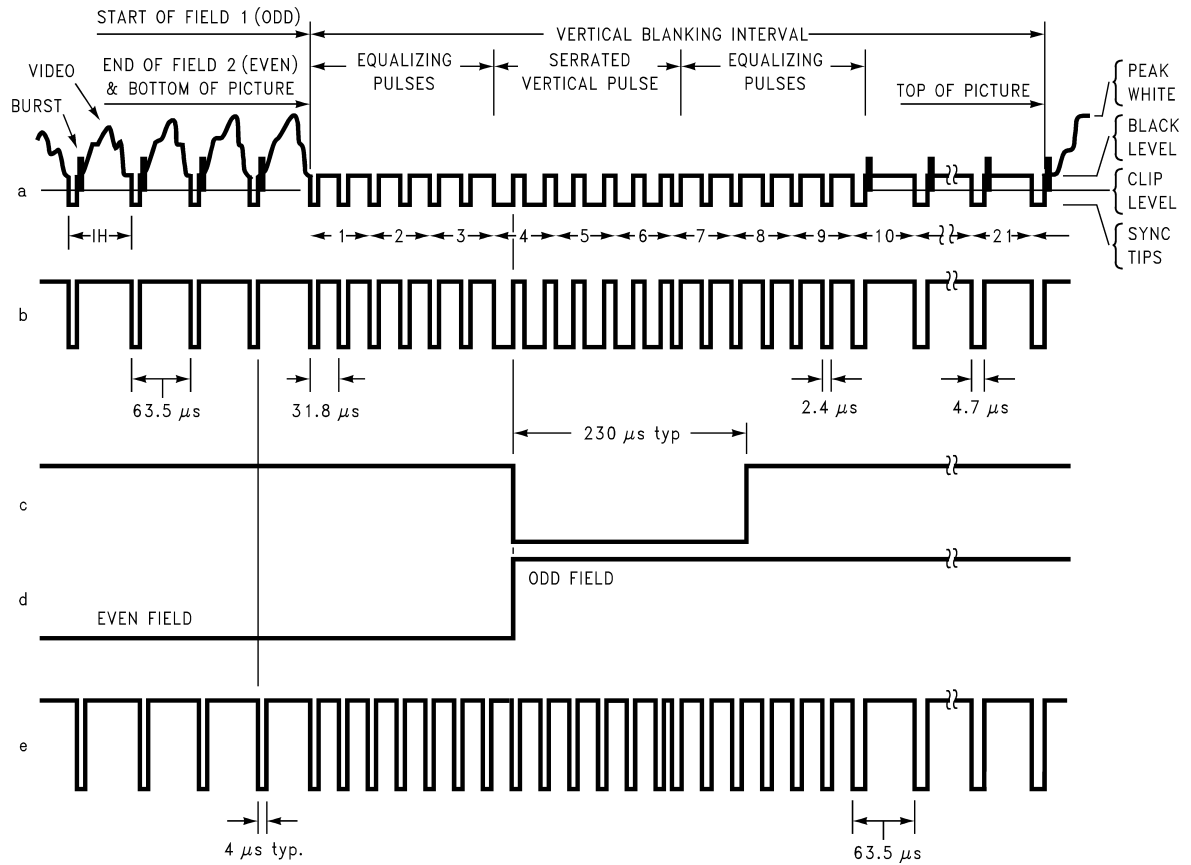 START OF FIELD 1 (ODD)
VERTICAL BLANKING INTERVAL
END OF FIELD 2 (EVEN)
& BOTTOM OF PICTURE
EQUALIZING
PULSES
SERRATED
VERTICAL PULSE
EQUALIZING
PULSES
TOP OF PICTURE
VIDEO
BURST
PEAK
WHITE
BLACK
LEVEL
CLIP
LEVEL
SYNC
TIPS
a
IH
1 2 3 4 5 6 7 8 9 10 21
b
63.5 μs
31.8 μs
2.4 μs
4.7 μs
230 μs typ
c
ODD FIELD
d
EVEN FIELD
e
4 μs typ.
63.5 μs